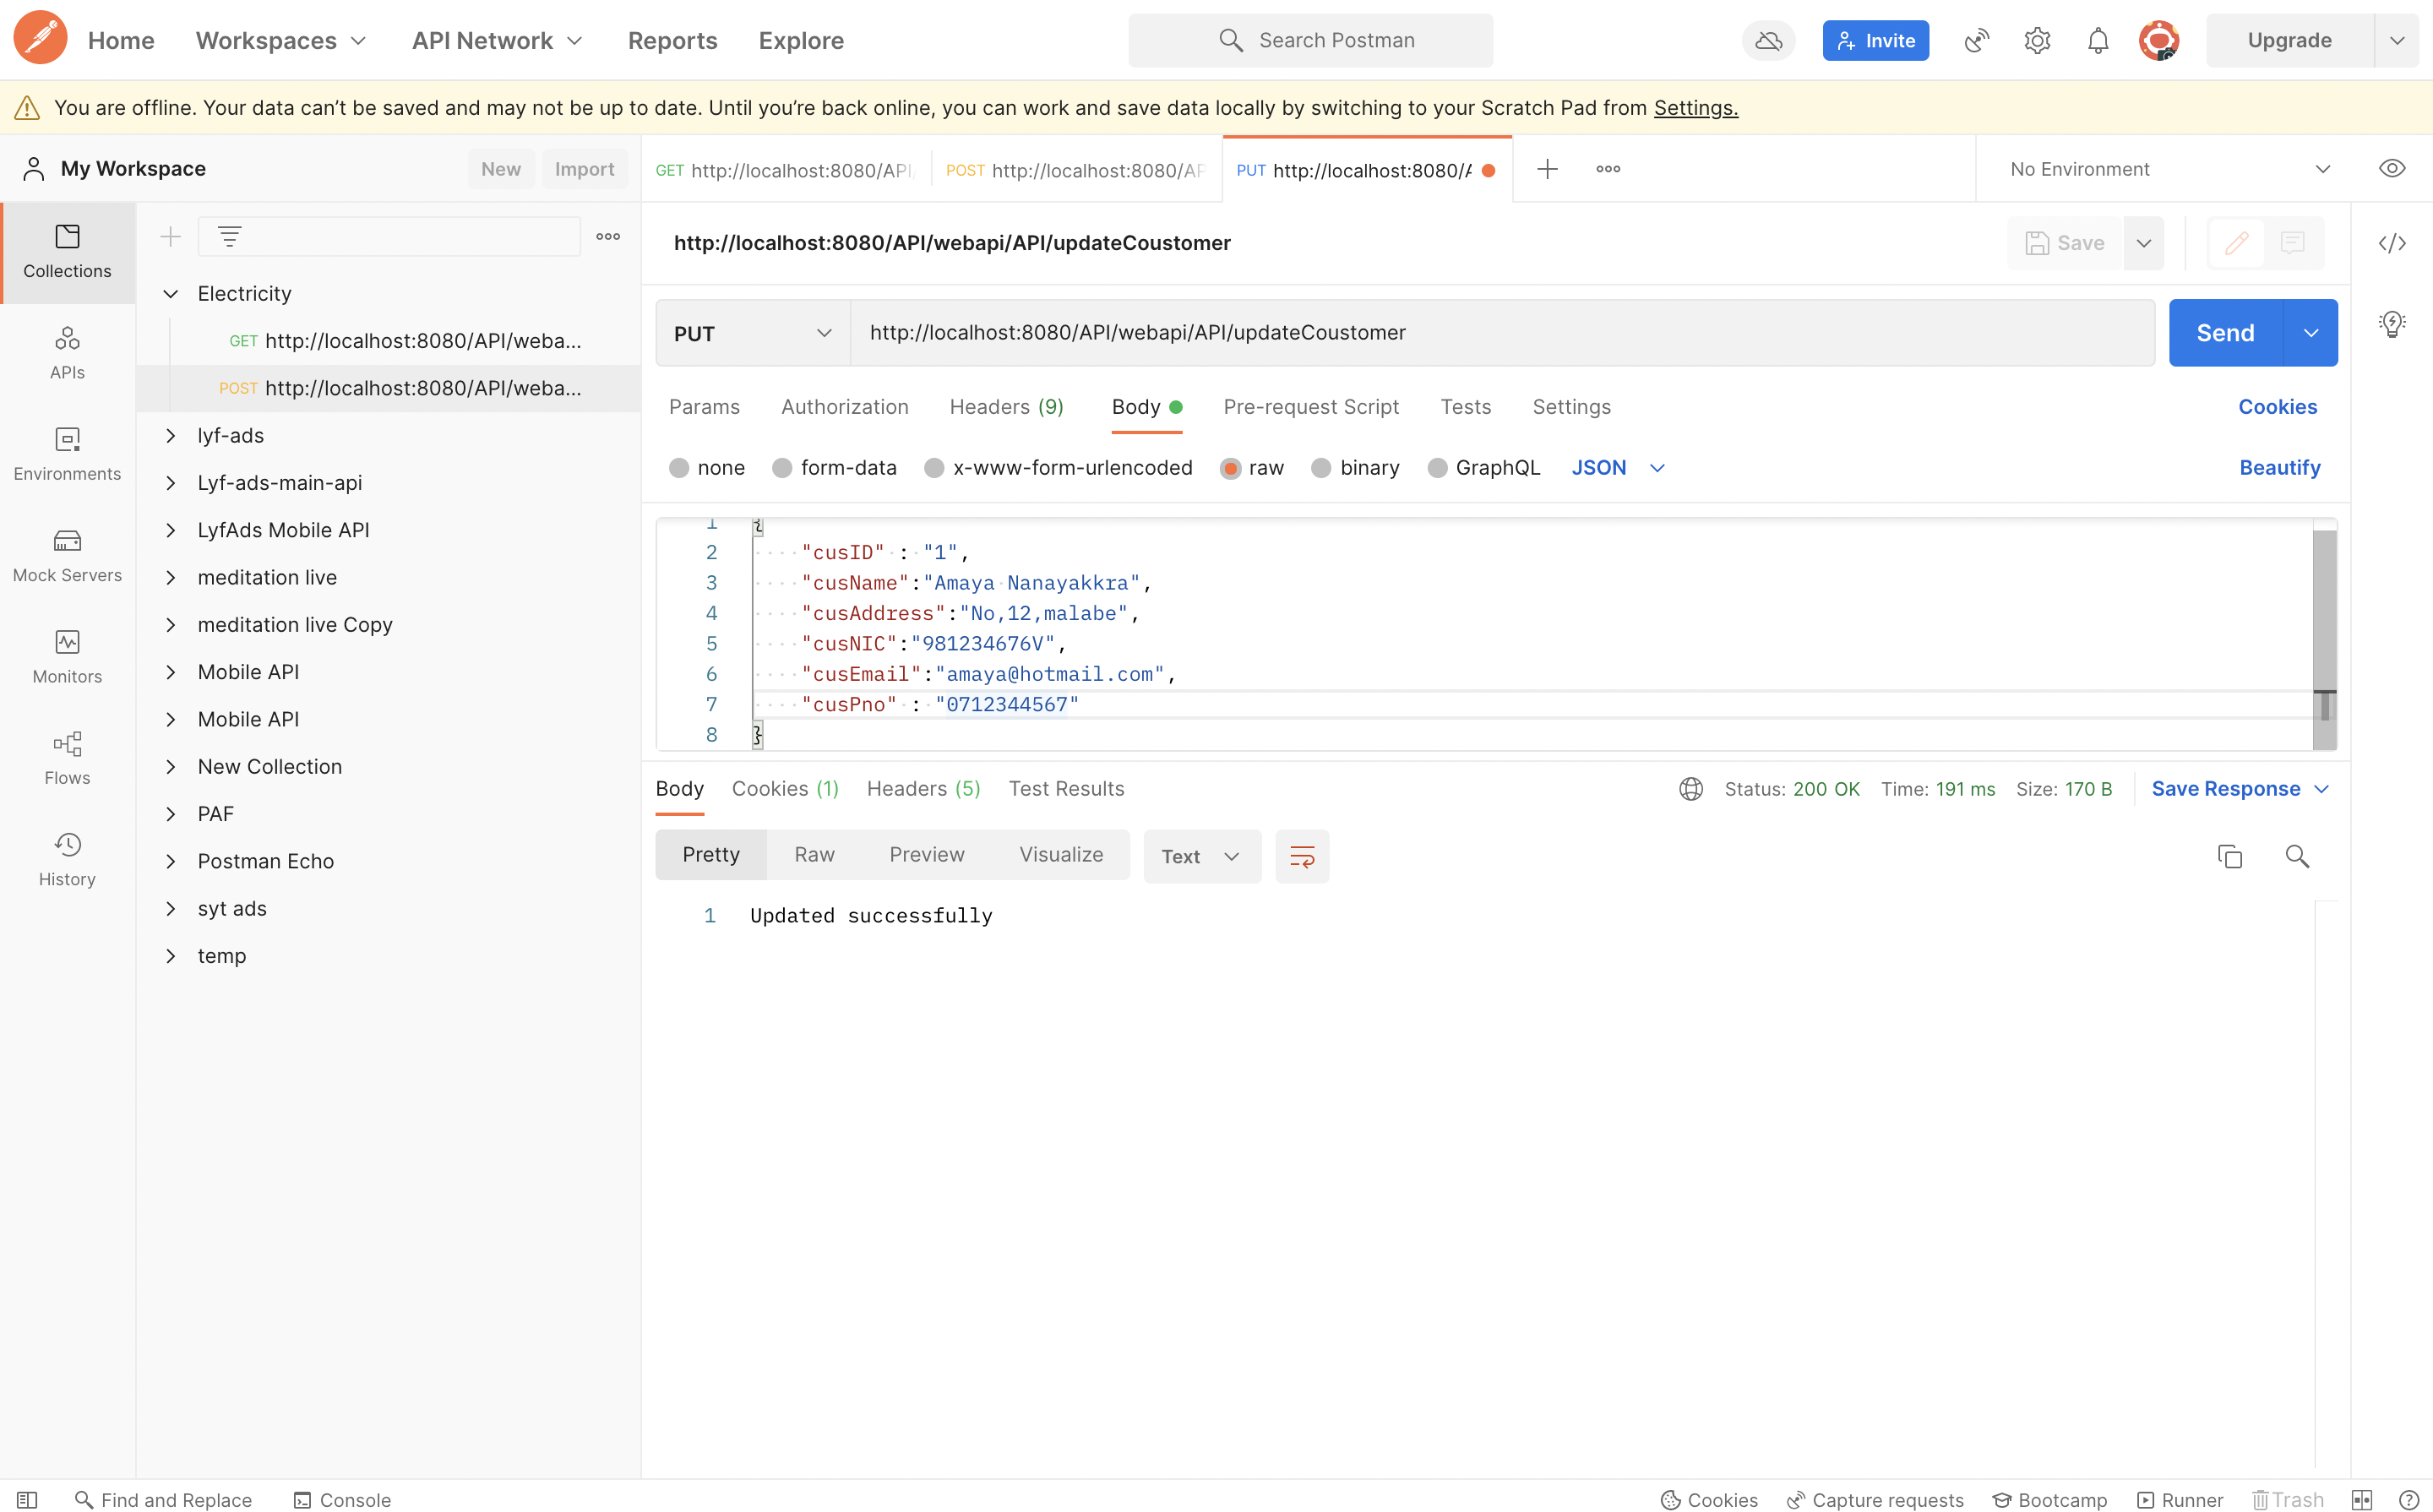 Home Workspaces API Network Reports Explore Search Postman Invite Upgrade
You are offline. Your data can’t be saved and may not be up to date. Until you’re back online, you can work and save data locally by switching to your Scratch Pad from Settings.
My Workspace New Import
GET http://localhost:8080/API/ POST http://localhost:8080/AP PUT http://localhost:8080/A No Environment
Collections
APIs
Environments
Mock Servers
Monitors
Flows
History
Electricity
GET http://localhost:8080/API/weba...
POST http://localhost:8080/API/weba...
lyf-ads
Lyf-ads-main-api
LyfAds Mobile API
meditation live
meditation live Copy
Mobile API
Mobile API
New Collection
PAF
Postman Echo
syt ads
temp
http://localhost:8080/API/webapi/API/updateCoustomer Save
PUT http://localhost:8080/API/webapi/API/updateCoustomer Send
Params Authorization Headers (9) Body Pre-request Script Tests Settings Cookies
none form-data x-www-form-urlencoded raw binary GraphQL JSON Beautify
1 {
2 "cusID" : "1",
3 "cusName":"Amaya Nanayakkra",
4 "cusAddress":"No,12,malabe",
5 "cusNIC":"981234676V",
6 "cusEmail":"amaya@hotmail.com",
7 "cusPno" : "0712344567"
8 }
Body Cookies (1) Headers (5) Test Results Status: 200 OK Time: 191 ms Size: 170 B Save Response
Pretty Raw Preview Visualize Text
1 Updated successfully
Find and Replace Console Cookies Capture requests Bootcamp Runner Trash